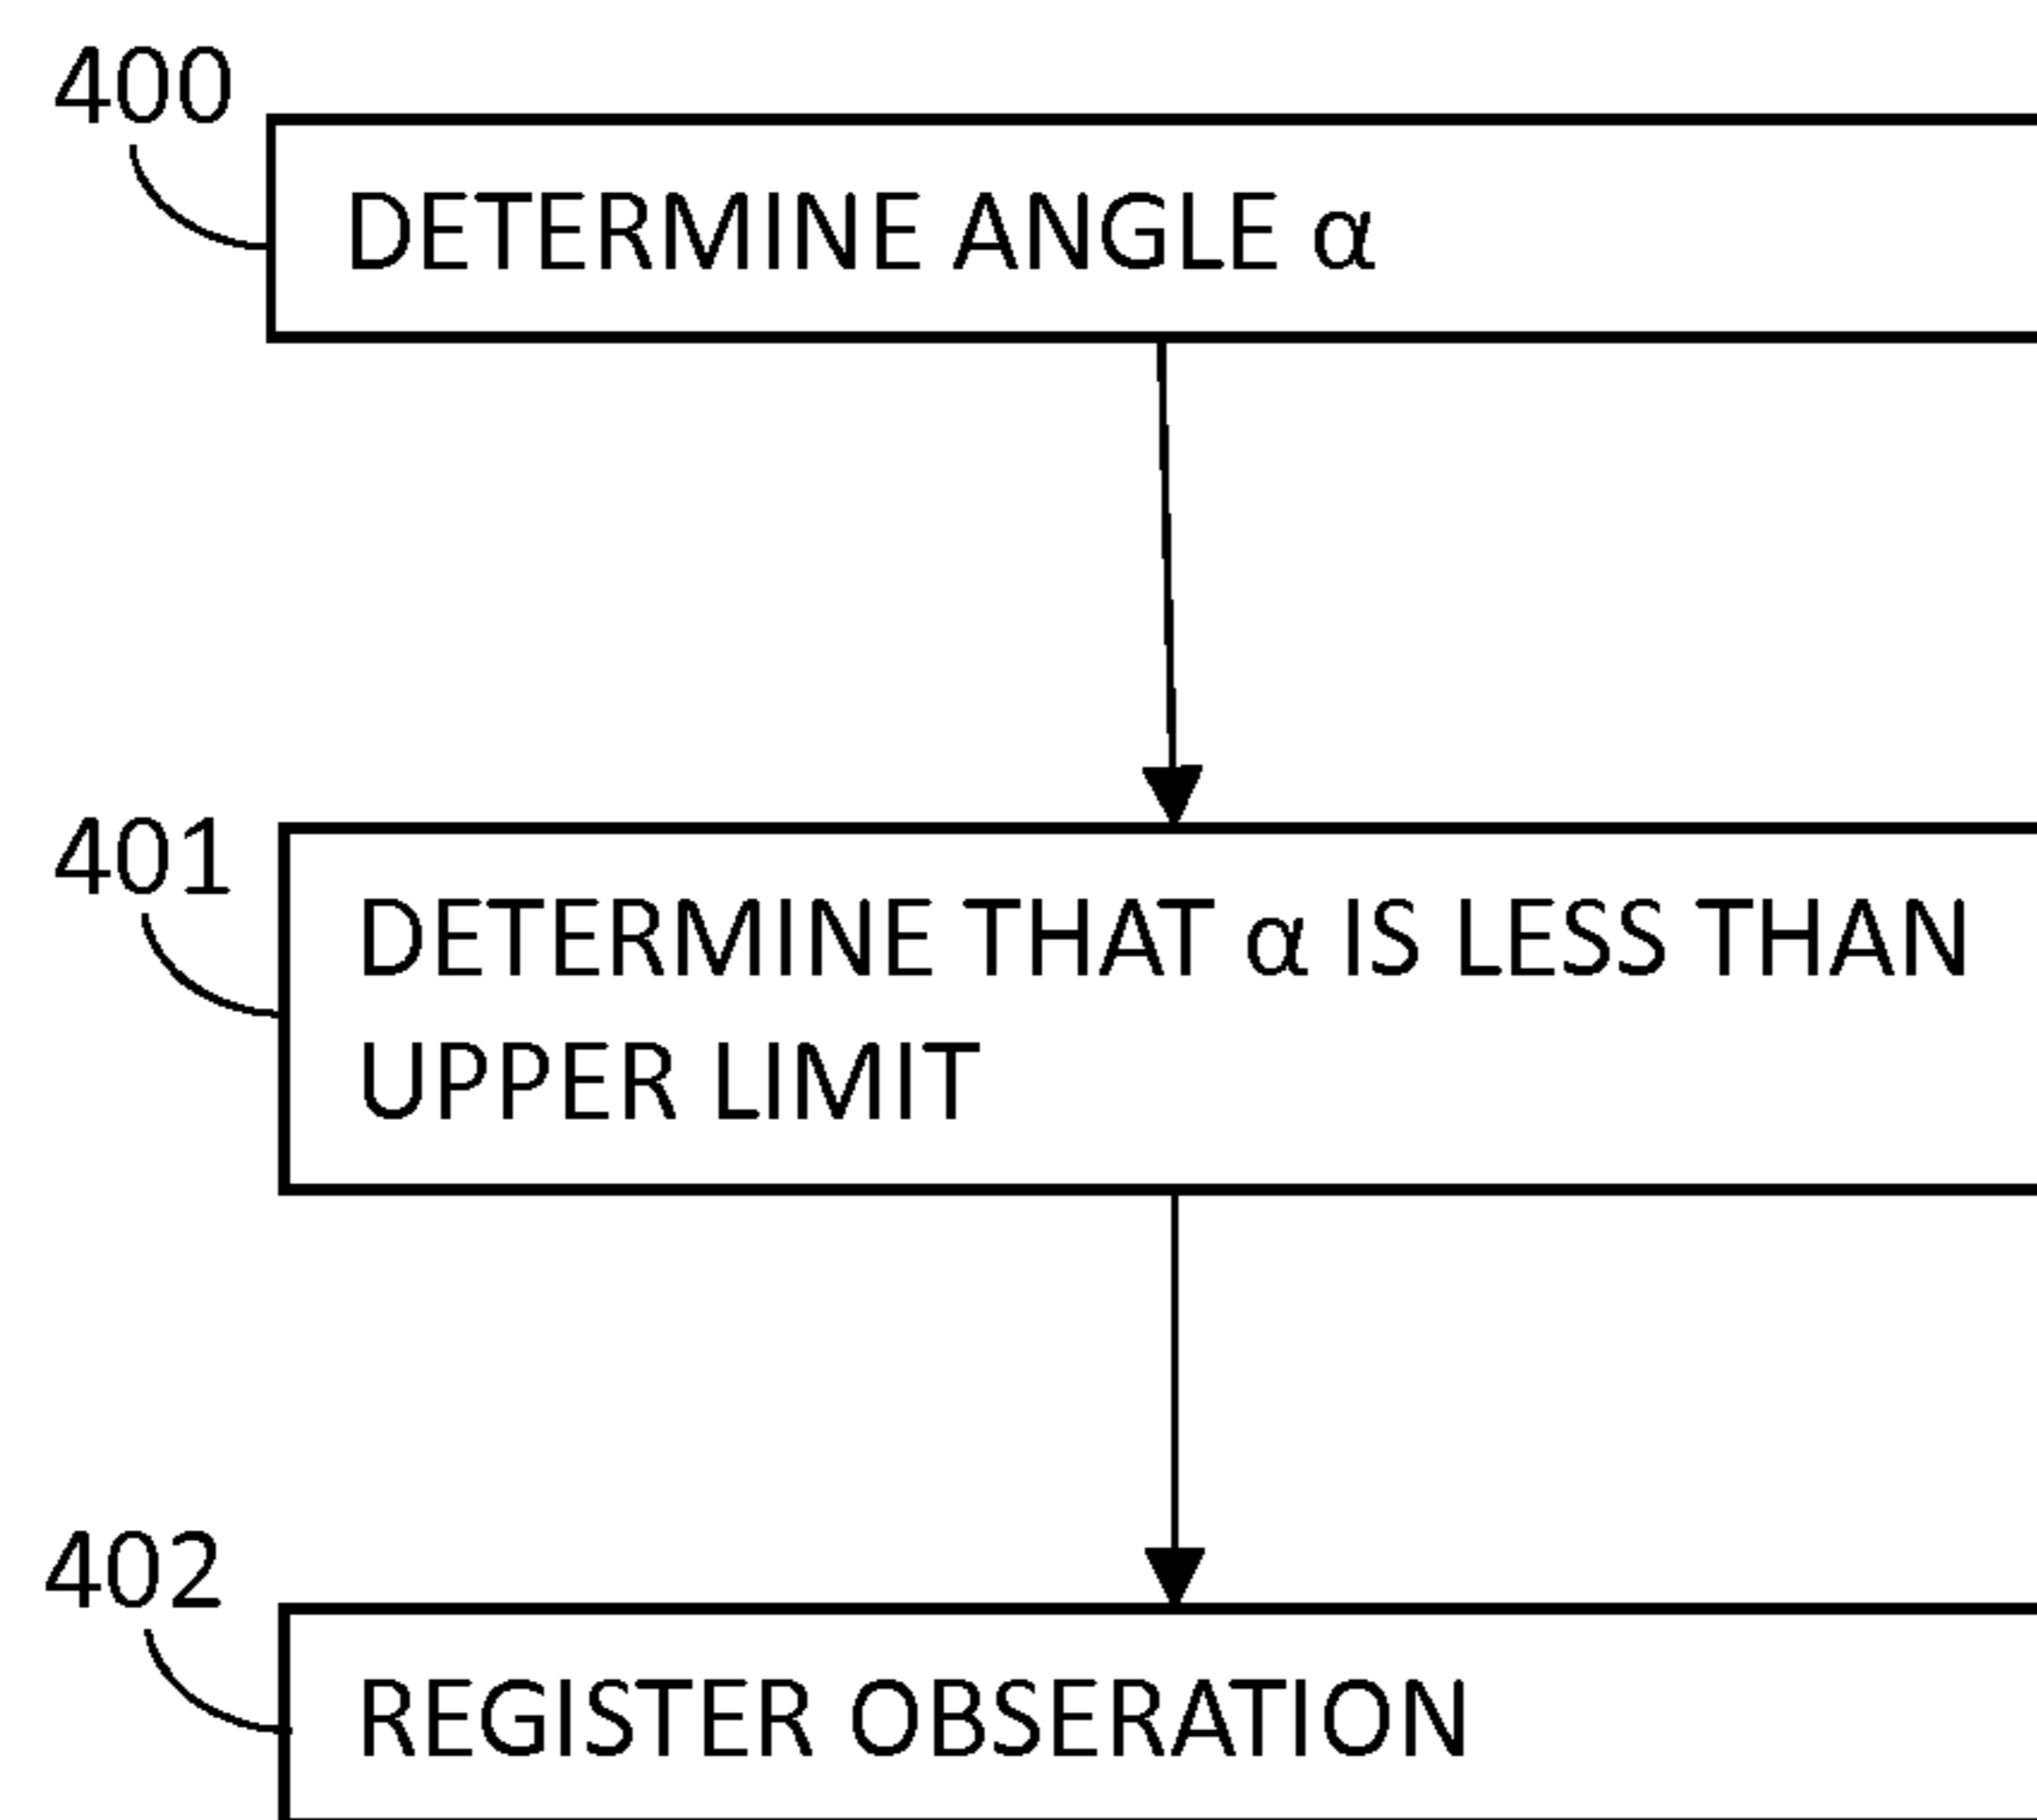 400
DETERMINE ANGLE α
401
DETERMINE THAT α IS LESS THAN
UPPER LIMIT
402
REGISTER OBSERATION